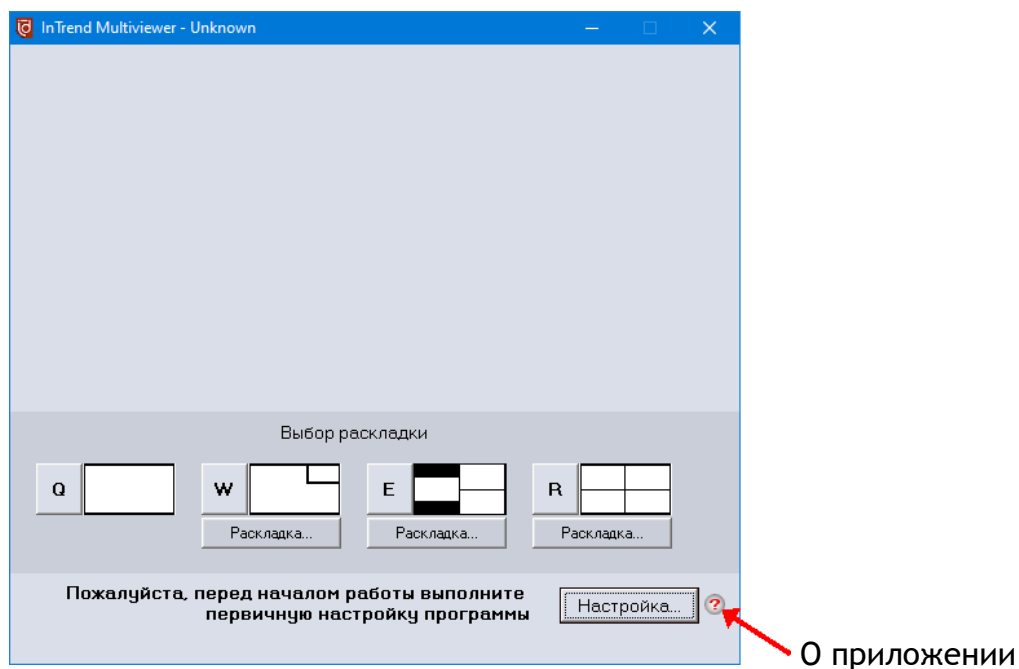 InTrend Multiviewer - Unknown
Выбор раскладки
Q W E R
Раскладка... Раскладка... Раскладка...
Пожалуйста, перед началом работы выполните
первичную настройку программы
Настройка... ?
О приложении